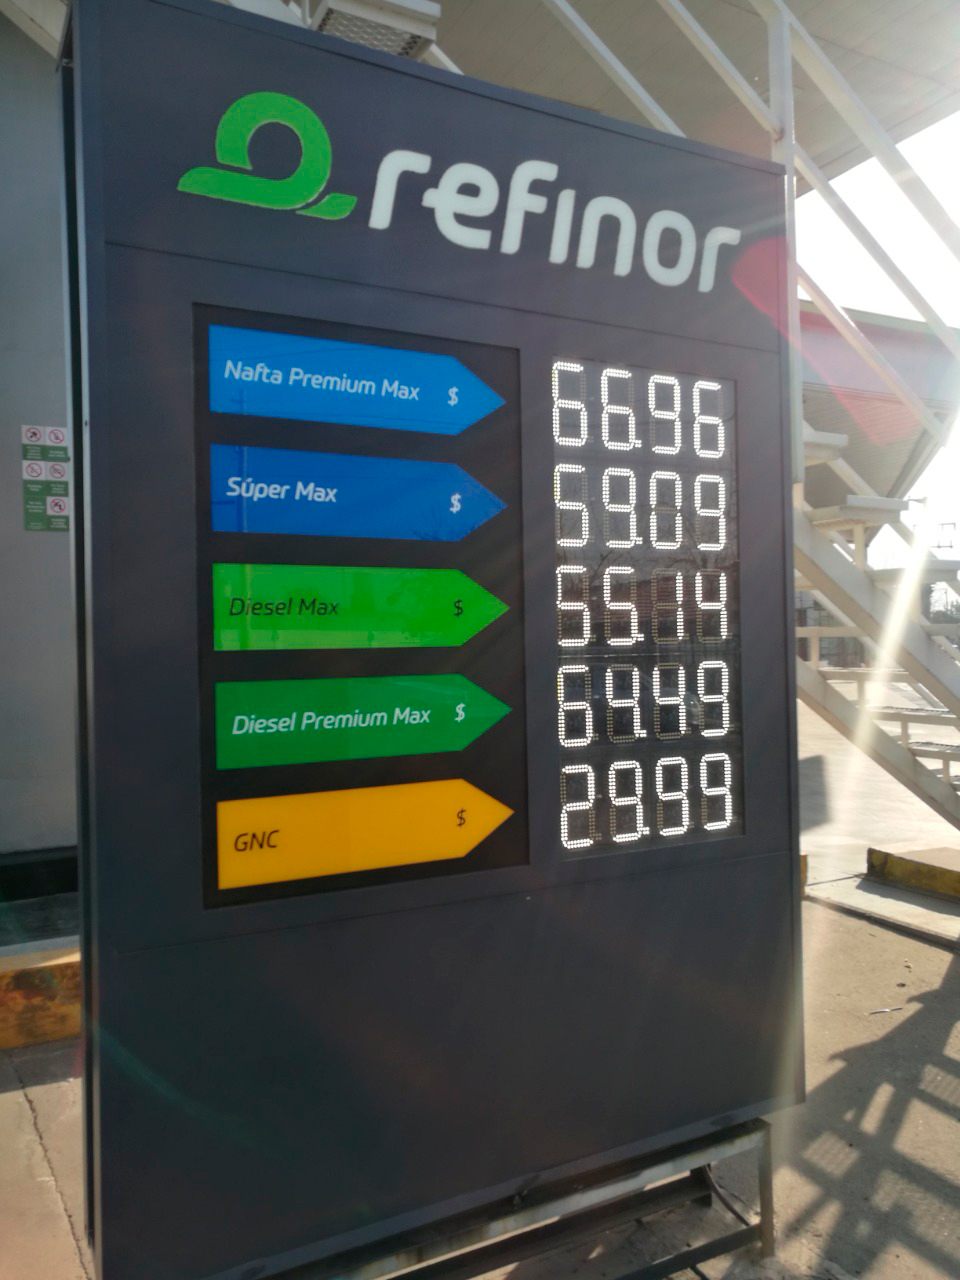 refinor
Nafta Premium Max $ 66.96
Súper Max $ 59.09
Diesel Max $ 55.14
Diesel Premium Max $ 64.49
GNC $ 29.99